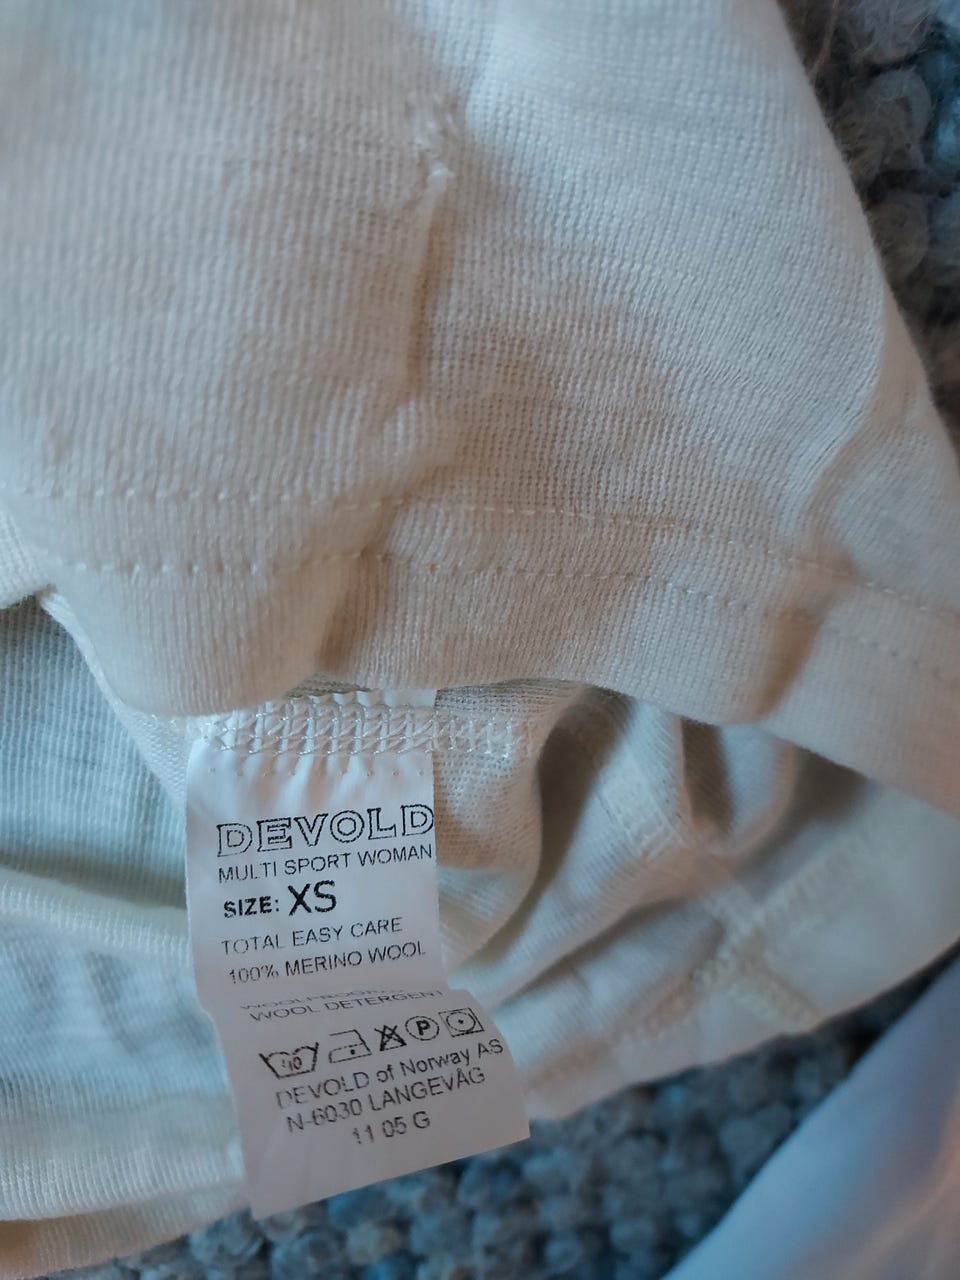 DEVOLD
MULTI SPORT WOMAN
SIZE: XS
TOTAL EASY CARE
100% MERINO WOOL
WOOL DETERGENT
40 P
DEVOLD of Norway AS
N-6030 LANGEVÅG
11 05 G